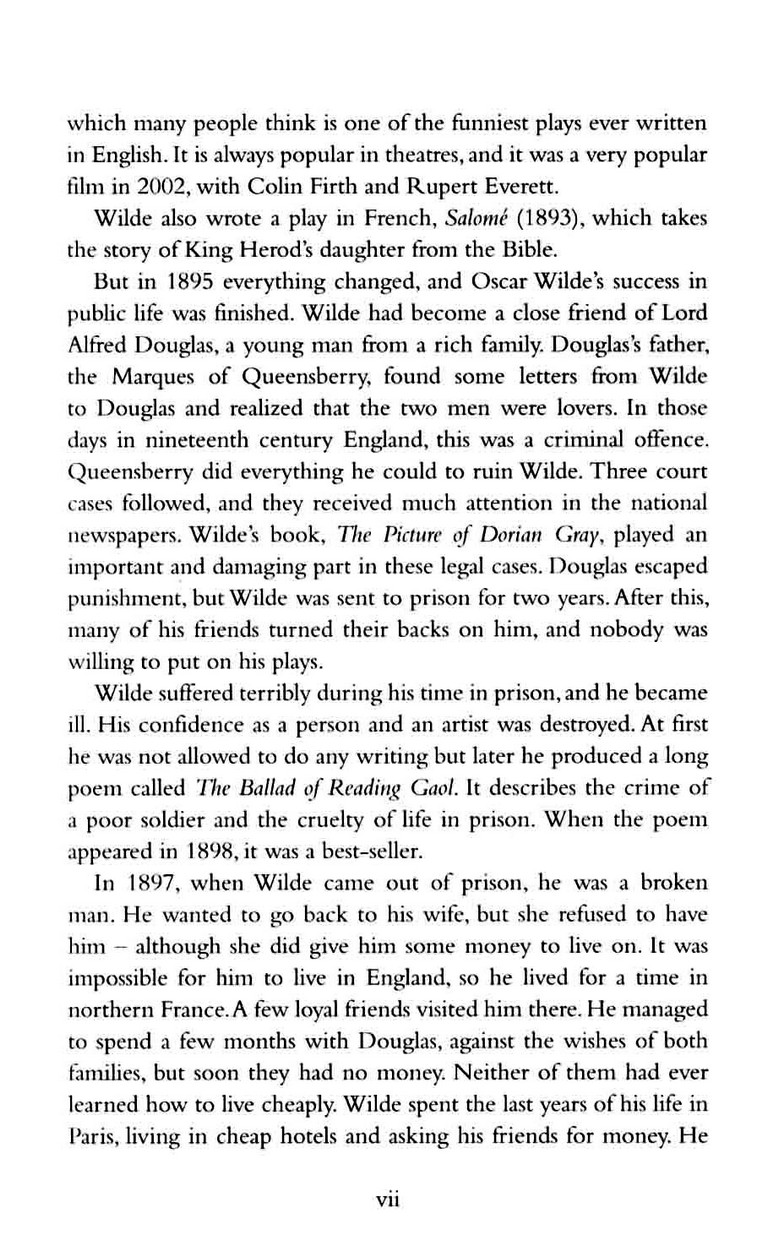 which many people think is one of the funniest plays ever written
in English. It is always popular in theatres, and it was a very popular
film in 2002, with Colin Firth and Rupert Everett.
Wilde also wrote a play in French, Salomé (1893), which takes
the story of King Herod's daughter from the Bible.
But in 1895 everything changed, and Oscar Wilde's success in
public life was finished. Wilde had become a close friend of Lord
Alfred Douglas, a young man from a rich family. Douglas's father,
the Marques of Queensberry, found some letters from Wilde
to Douglas and realized that the two men were lovers. In those
days in nineteenth century England, this was a criminal offence.
Queensberry did everything he could to ruin Wilde. Three court
cases followed, and they received much attention in the national
newspapers. Wilde's book, The Picture of Dorian Gray, played an
important and damaging part in these legal cases. Douglas escaped
punishment, but Wilde was sent to prison for two years. After this,
many of his friends turned their backs on him, and nobody was
willing to put on his plays.
Wilde suffered terribly during his time in prison, and he became
ill. His confidence as a person and an artist was destroyed. At first
he was not allowed to do any writing but later he produced a long
poem called The Ballad of Reading Gaol. It describes the crime of
a poor soldier and the cruelty of life in prison. When the poem
appeared in 1898, it was a best-seller.
In 1897, when Wilde came out of prison, he was a broken
man. He wanted to go back to his wife, but she refused to have
him – although she did give him some money to live on. It was
impossible for him to live in England, so he lived for a time in
northern France. A few loyal friends visited him there. He managed
to spend a few months with Douglas, against the wishes of both
families, but soon they had no money. Neither of them had ever
learned how to live cheaply. Wilde spent the last years of his life in
Paris, living in cheap hotels and asking his friends for money. He
vii